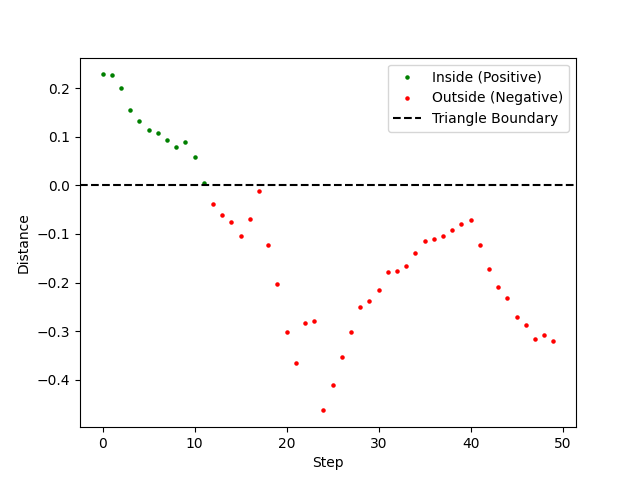 Inside (Positive)
Outside (Negative)
Triangle Boundary
0.2
0.1
0.0
−0.1
−0.2
−0.3
−0.4
Distance
0 10 20 30 40 50
Step